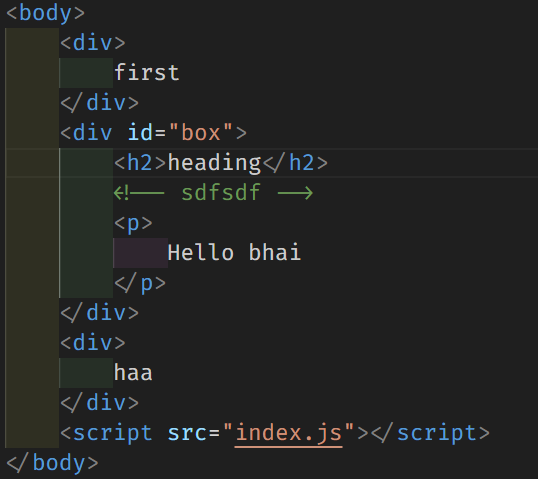 <body>
<div>
first
</div>
<div id="box">
<h2>heading</h2>
<!-- sdfsdf -->
<p>
Hello bhai
</p>
</div>
<div>
haa
</div>
<script src="index.js"></script>
</body>